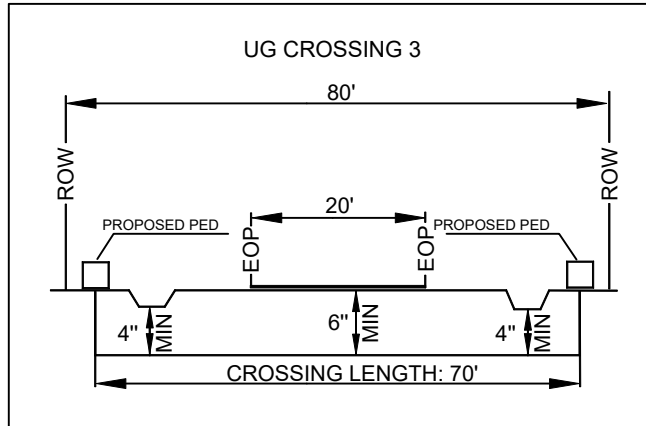 UG CROSSING 3
80'
ROW
ROW
20'
PROPOSED PED
PROPOSED PED
EOP
EOP
4" MIN
6" MIN
4" MIN
CROSSING LENGTH: 70'